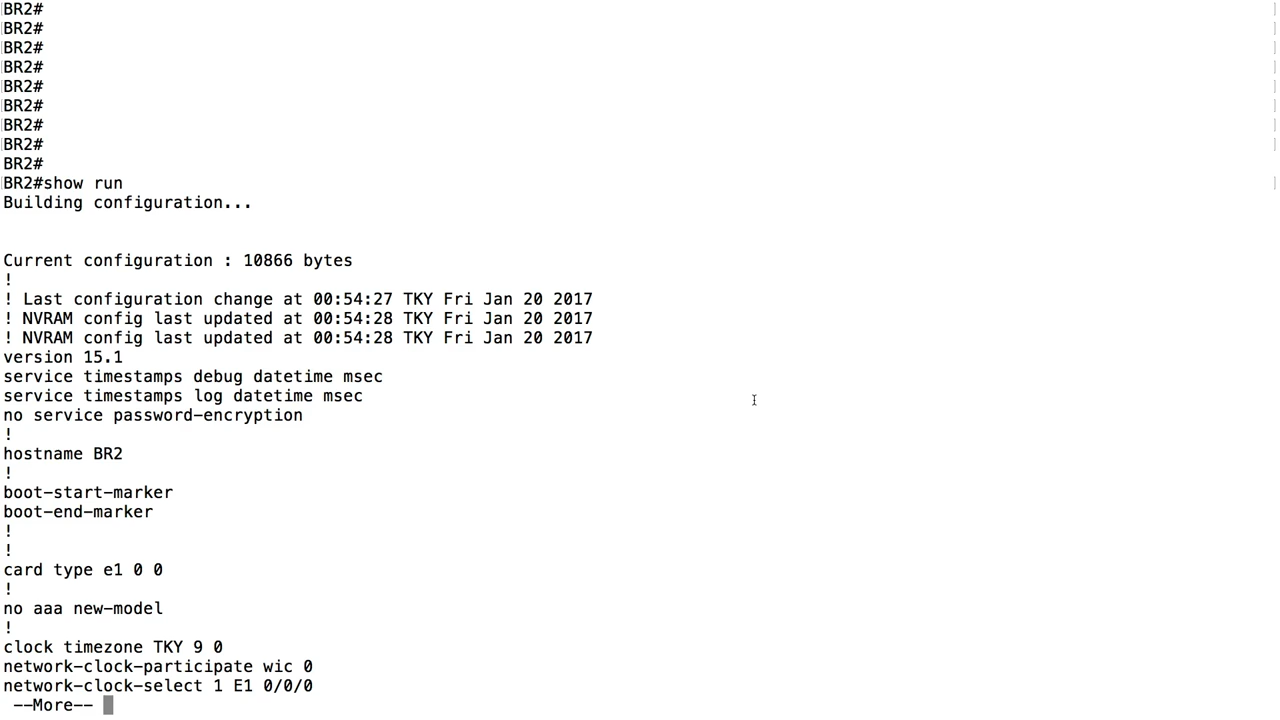 BR2#
BR2#
BR2#
BR2#
BR2#
BR2#
BR2#
BR2#
BR2#
BR2#show run
Building configuration...
Current configuration : 10866 bytes
!
! Last configuration change at 00:54:27 TKY Fri Jan 20 2017
! NVRAM config last updated at 00:54:28 TKY Fri Jan 20 2017
! NVRAM config last updated at 00:54:28 TKY Fri Jan 20 2017
version 15.1
service timestamps debug datetime msec
service timestamps log datetime msec
no service password-encryption
!
hostname BR2
!
boot-start-marker
boot-end-marker
!
!
card type e1 0 0
!
no aaa new-model
!
clock timezone TKY 9 0
network-clock-participate wic 0
network-clock-select 1 E1 0/0/0
--More--